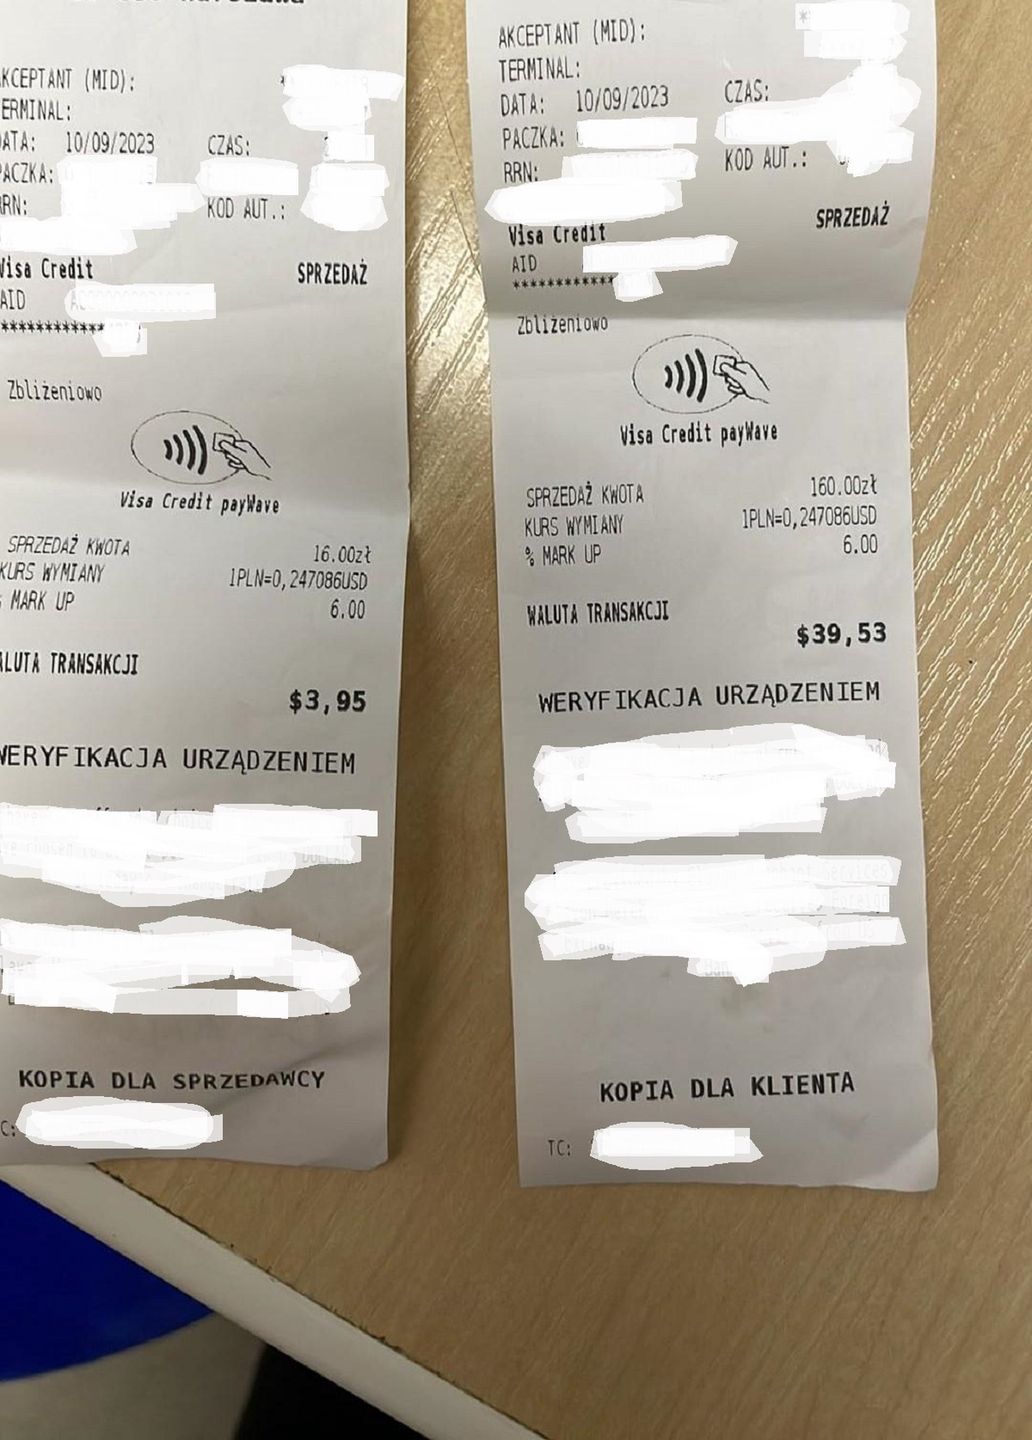 AKCEPTANT (MID):
TERMINAL:
DATA: 10/09/2023 CZAS:
KOD AUT.:
Visa Credit SPRZEDAŻ
AID
Zbliżeniowo
Visa Credit payWave
SPRZEDAŻ KWOTA 16.00zł
KURS WYMIANY 1PLN=0,247086USD
MARK UP 6.00
WALUTA TRANSAKCJI
$3,95
WERYFIKACJA URZĄDZENIEM
KOPIA DLA SPRZEDAWCY
AKCEPTANT (MID):
TERMINAL:
DATA: 10/09/2023 CZAS:
PACZKA:
RRN: KOD AUT.:
Visa Credit SPRZEDAŻ
AID
************
Zbliżeniowo
Visa Credit payWave
SPRZEDAŻ KWOTA 160.00zł
KURS WYMIANY 1PLN=0,247086USD
% MARK UP 6.00
WALUTA TRANSAKCJI
$39,53
WERYFIKACJA URZĄDZENIEM
KOPIA DLA KLIENTA
TC: